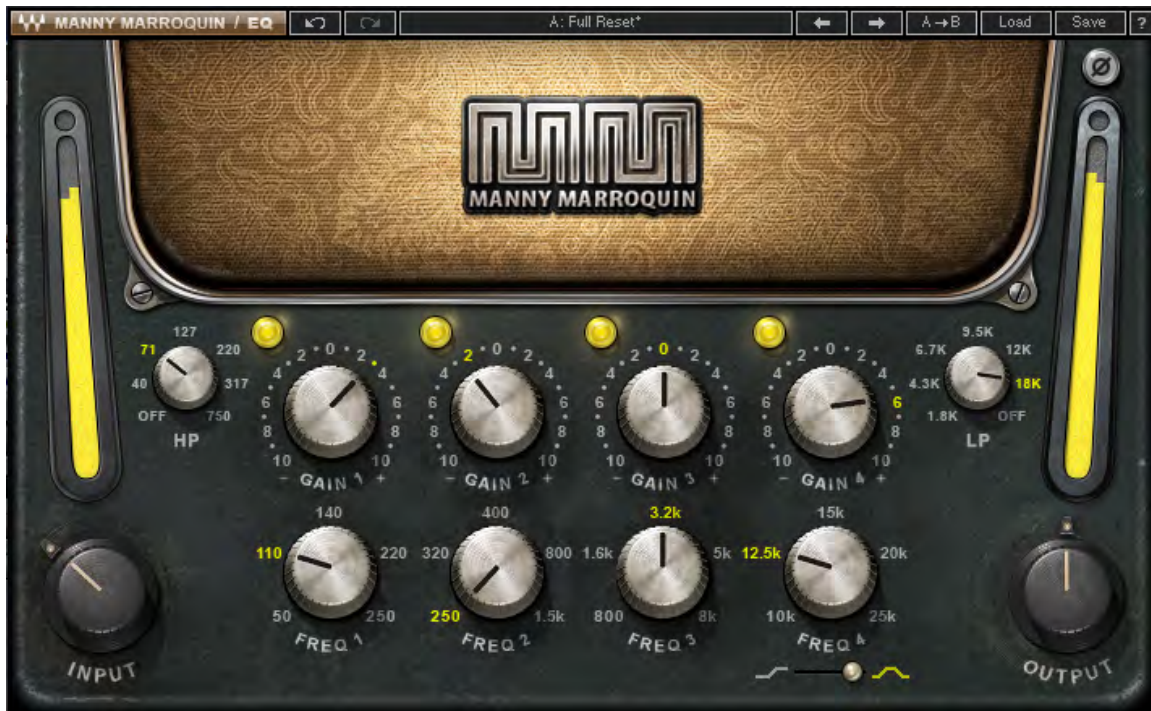 MANNY MARROQUIN / EQ A: Full Reset* A→B Load Save ?
MANNY MARROQUIN
127
71 220
40 317
OFF 750
HP
2 0 2
4 4
6 6
8 8
10 10
- GAIN 1 +
2 0 2
4 4
6 6
8 8
10 10
- GAIN 2 +
2 0 2
4 4
6 6
8 8
10 10
- GAIN 3 +
2 0 2
4 4
6 6
8 8
10 10
- GAIN 4 +
9.5K
6.7K 12K
4.3K 18K
1.8K OFF
LP
140
110 220
50 250
FREQ 1
400
320 800
250 1.5k
FREQ 2
3.2k
1.6k 5k
800 8k
FREQ 3
15k
12.5k 20k
10k 25k
FREQ 4
INPUT
OUTPUT